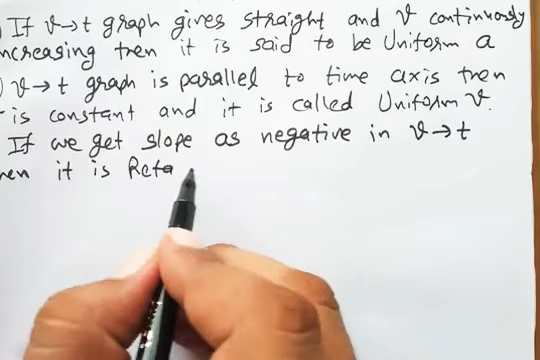 ) If v→t graph gives straight and v continuously
increasing then it is said to be Uniform a
) v→t graph is parallel to time axis then
is constant and it is called Uniform v.
If we get slope as negative in v→t
en it is Reta